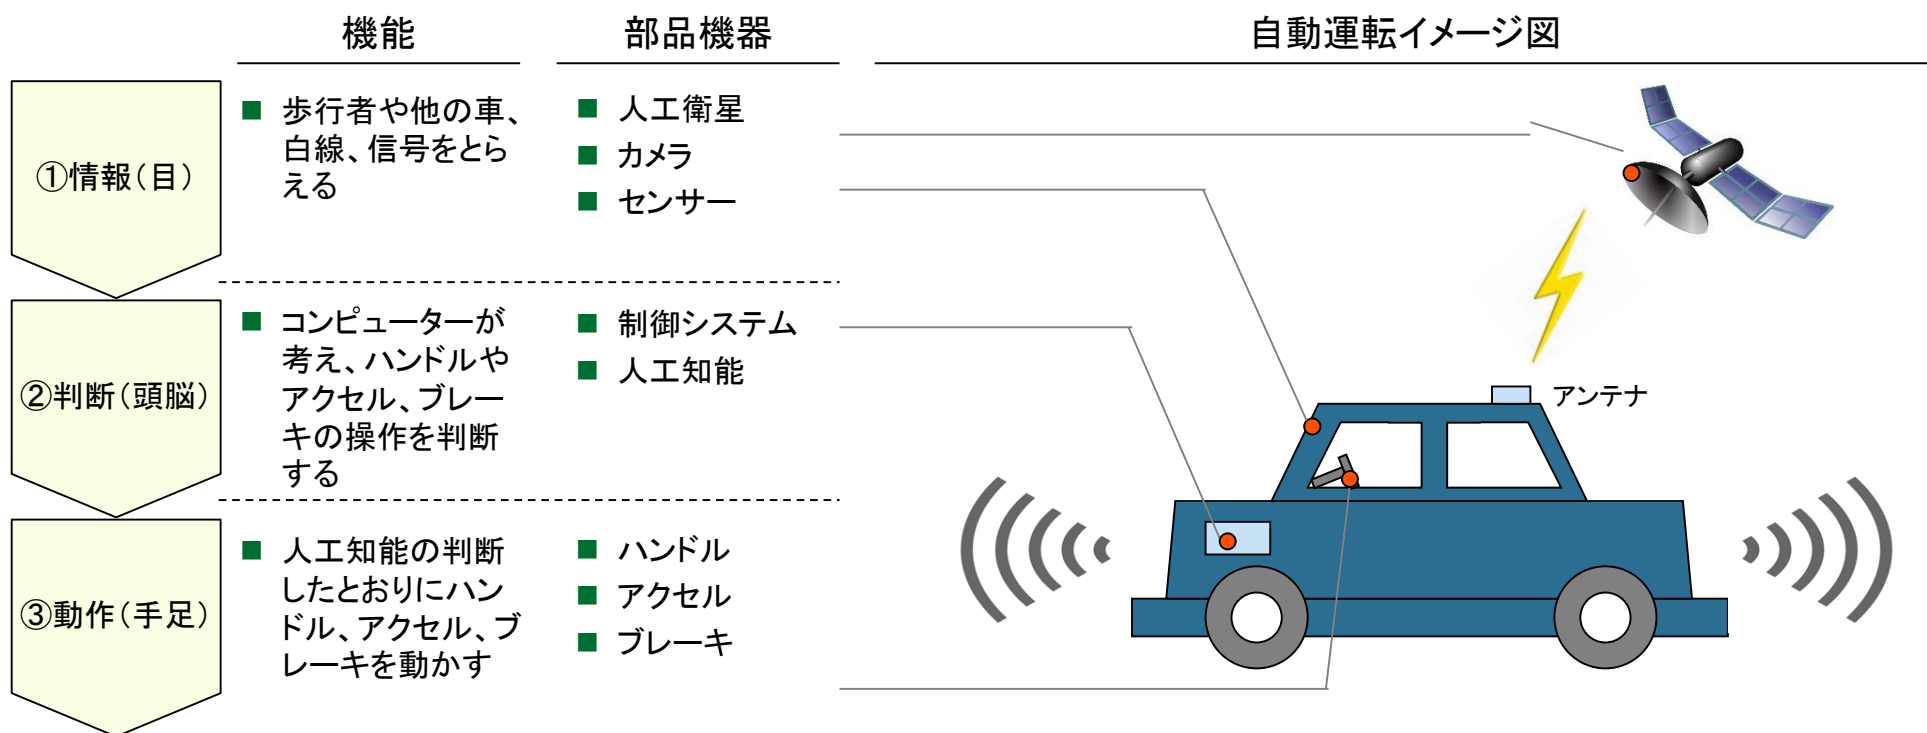 機能
部品機器
自動運転イメージ図
①情報（目）
■ 歩行者や他の車、
白線、信号をとら
える
■ 人工衛星
■ カメラ
■ センサー
②判断（頭脳）
■ コンピューターが
考え、ハンドルや
アクセル、ブレー
キの操作を判断
する
■ 制御システム
■ 人工知能
アンテナ
③動作（手足）
■ 人工知能の判断
したとおりにハン
ドル、アクセル、ブ
レーキを動かす
■ ハンドル
■ アクセル
■ ブレーキ